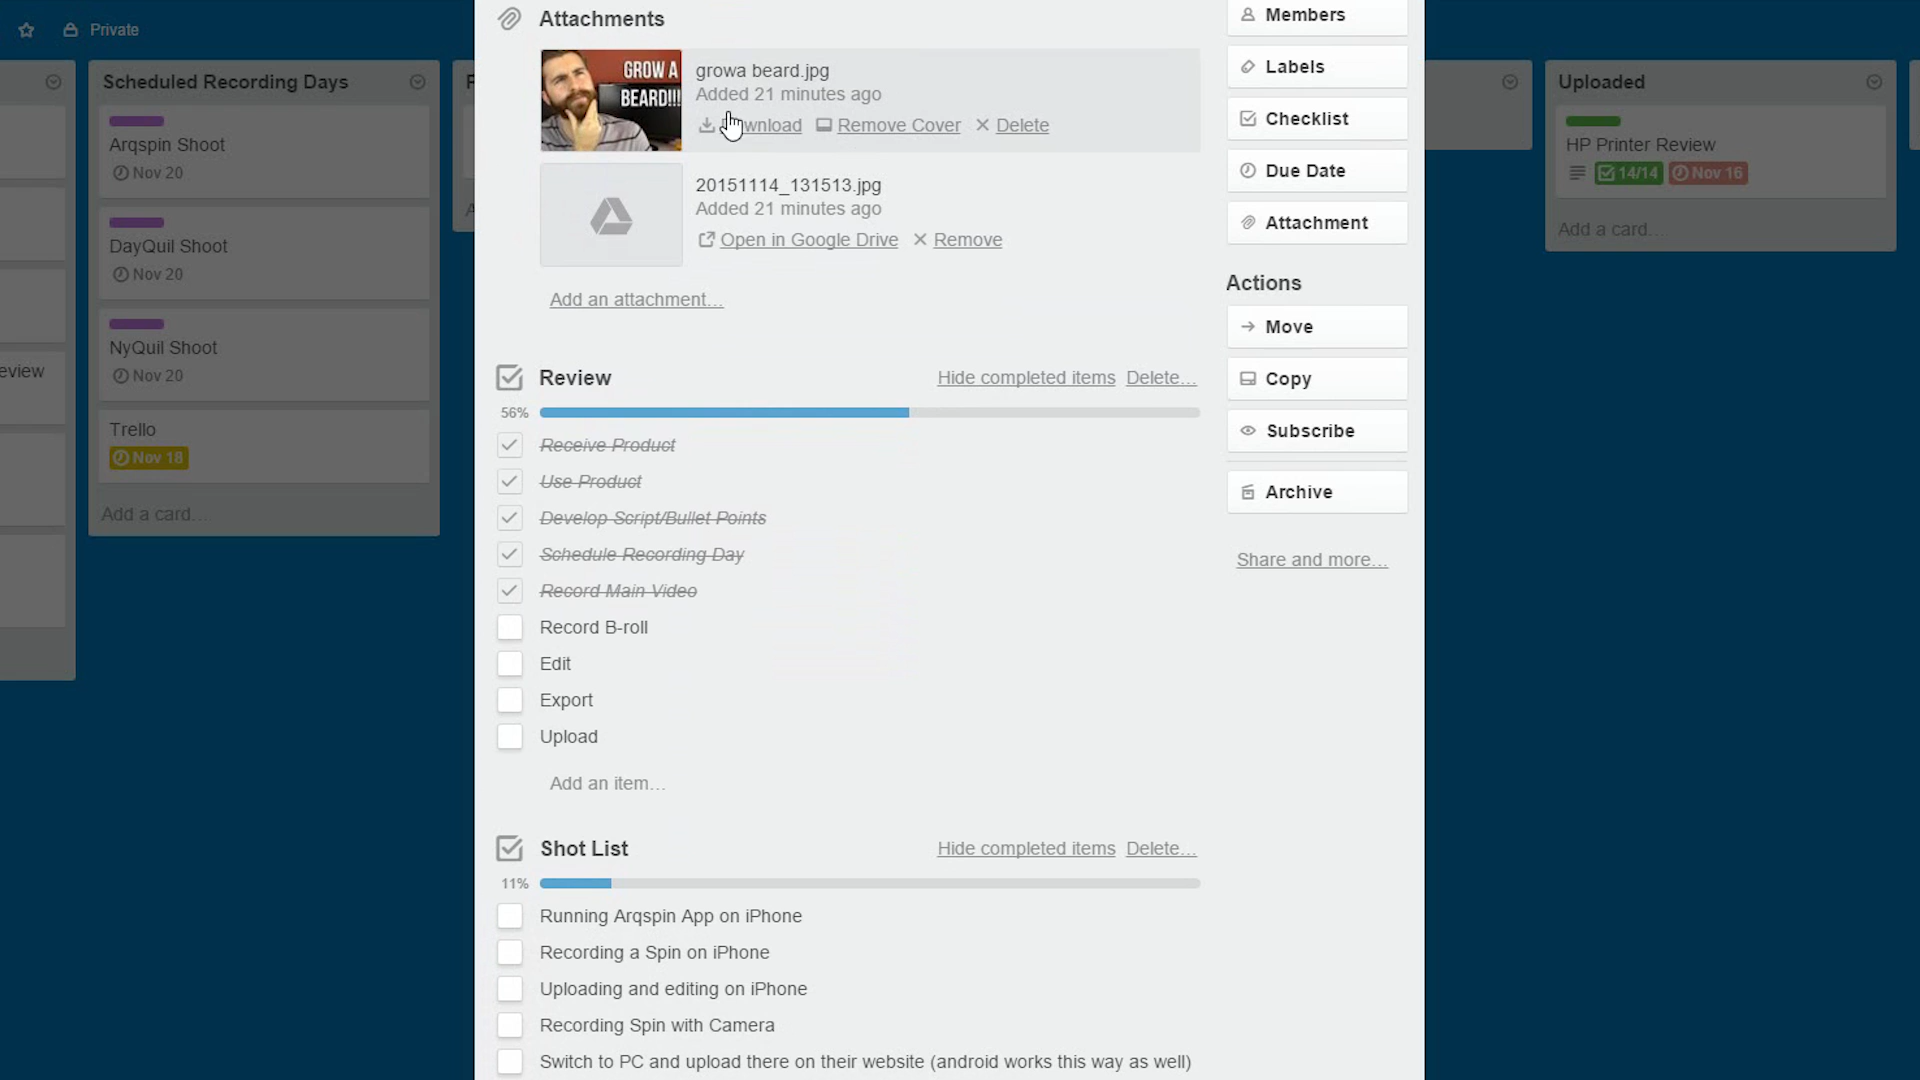 Private
Scheduled Recording Days
Arqspin Shoot
Nov 20
DayQuil Shoot
Nov 20
NyQuil Shoot
Nov 20
Trello
Nov 18
Add a card...
eview
Attachments
GROW A
BEARD!!!
growa beard.jpg
Added 21 minutes ago
Remove Cover
Delete
20151114_131513.jpg
Added 21 minutes ago
Open in Google Drive
Remove
Add an attachment...
Review
Hide completed items
Delete...
56%
Receive Product
Use Product
Develop Script/Bullet Points
Schedule Recording Day
Record Main Video
Record B-roll
Edit
Export
Upload
Add an item...
Shot List
Hide completed items
Delete...
11%
Running Arqspin App on iPhone
Recording a Spin on iPhone
Uploading and editing on iPhone
Recording Spin with Camera
Switch to PC and upload there on their website (android works this way as well)
Members
Labels
Checklist
Due Date
Attachment
Actions
Move
Copy
Subscribe
Archive
Share and more...
Uploaded
HP Printer Review
14/14
Nov 16
Add a card...